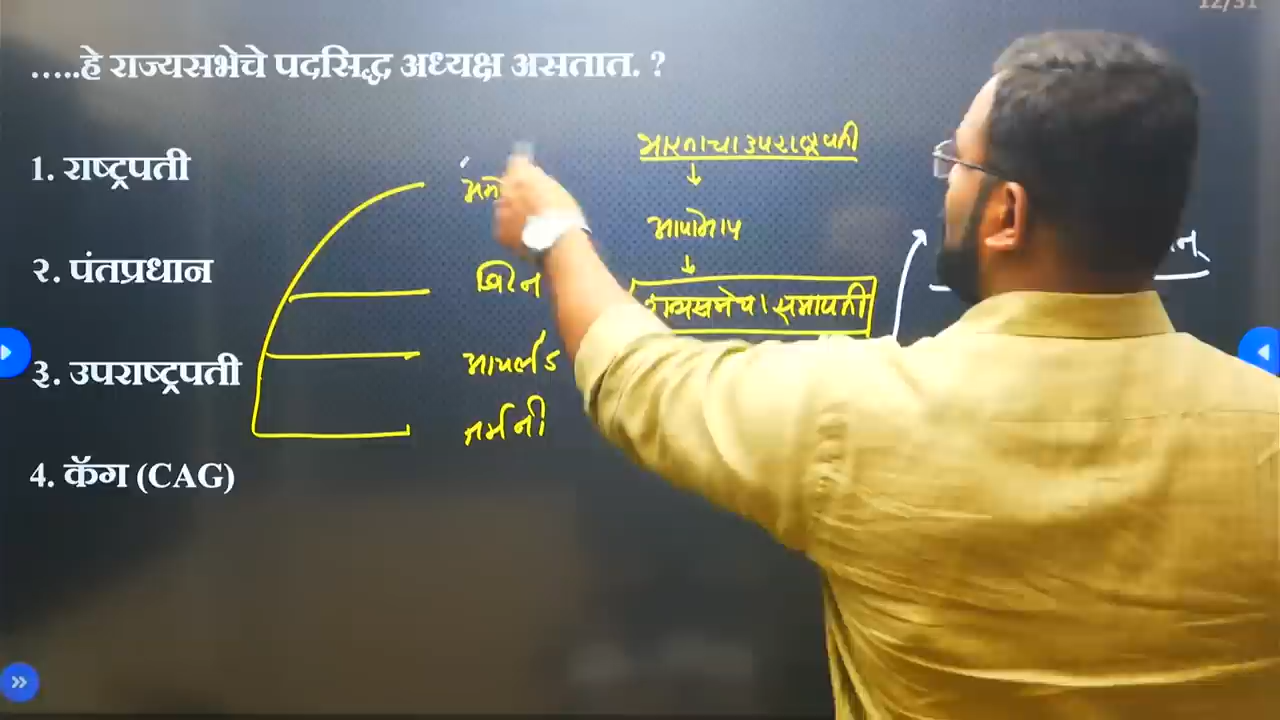 12/31
.....हे राज्यसभेचे पदसिद्ध अध्यक्ष असतात. ?
1. राष्ट्रपती
२. पंतप्रधान
३. उपराष्ट्रपती
4. कॅग (CAG)
भारताचा उपराष्ट्रपती
आपोआप
राज्यसभेचा सभापती
ब्रिटन
आयर्लंड
जर्मनी